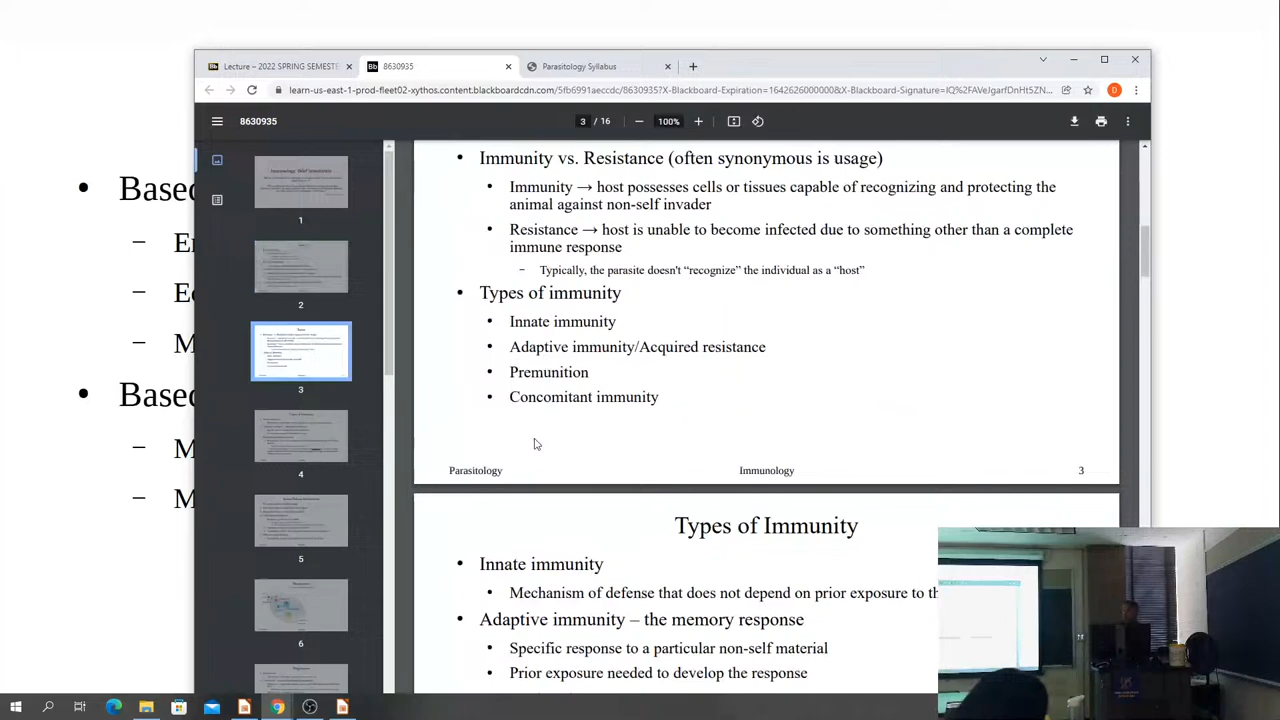 Lecture – 2022 SPRING SEMEST
8630935
Parasitology Syllabus
learn-us-east-1-prod-fleet02-xythos.content.blackboardcdn.com/5fb6991aeccdc/8630935?X-Blackboard-Expiration=1642626000000&X-Blackboard-Signature=IQ%2FAVeJgarfDnHt5ZN...
8630935
3 / 16
100%
• Immunity vs. Resistance (often synonymous is usage)
• Immunity → host possesses cells or tissues capable of recognizing and protecting the
animal against non-self invader
• Resistance → host is unable to become infected due to something other than a complete
immune response
– Typically, the parasite doesn't “recognize” the individual as a “host”
• Types of immunity
• Innate immunity
• Adaptive immunity/Acquired resistance
• Premunition
• Concomitant immunity
Parasitology
Immunology
3
Types of Immunity
• Innate immunity
• Mechanism of defense that does not depend on prior exposure to th
• Adaptive immunity – the memory response
• Specific response to a particular non-self material
• Prior exposure needed to develop the response
1
2
3
Types of Immunity
4
5
6
• Based
– M
• Based
– M
– M